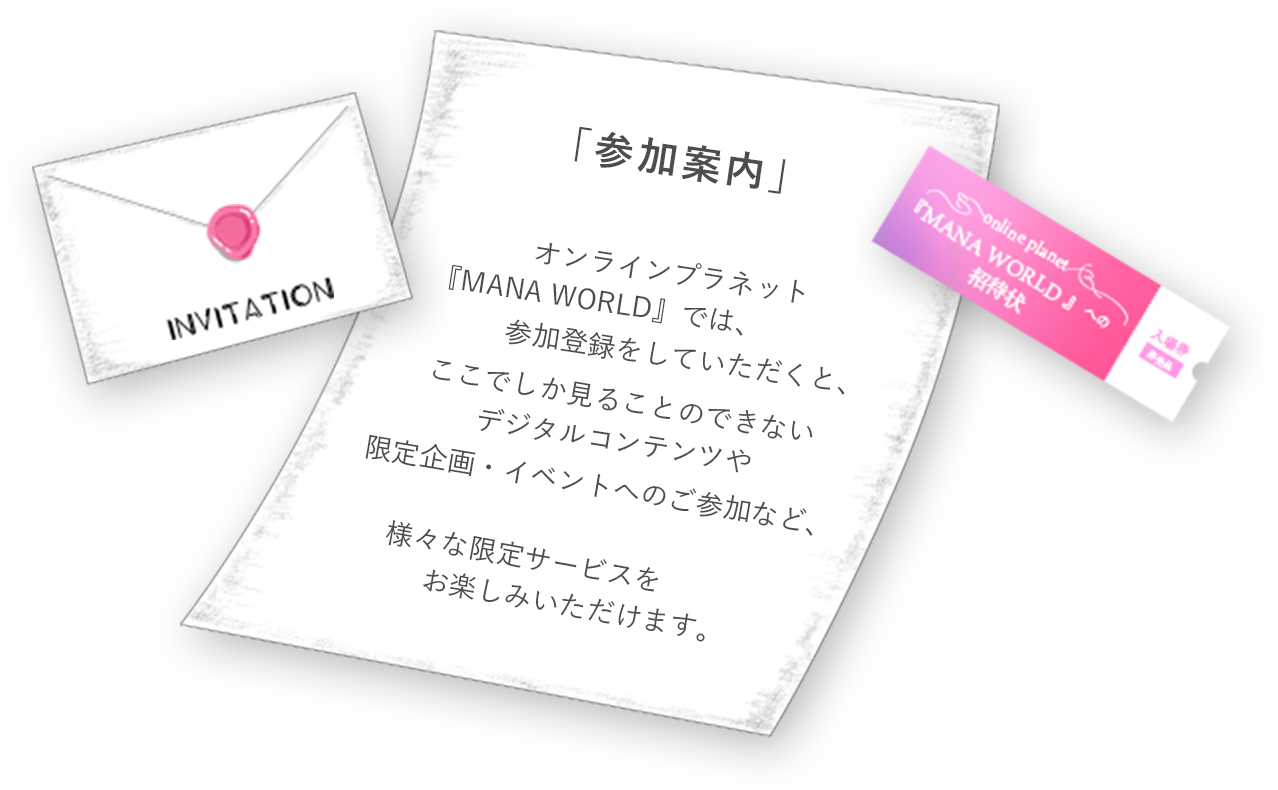 INVITATION
「参加案内」
オンラインプラネット
『MANA WORLD』では、
参加登録をしていただくと、
ここでしか見ることのできない
デジタルコンテンツや
限定企画・イベントへのご参加など、
様々な限定サービスを
お楽しみいただけます。
online planet
『MANA WORLD』への
招待状
入場券